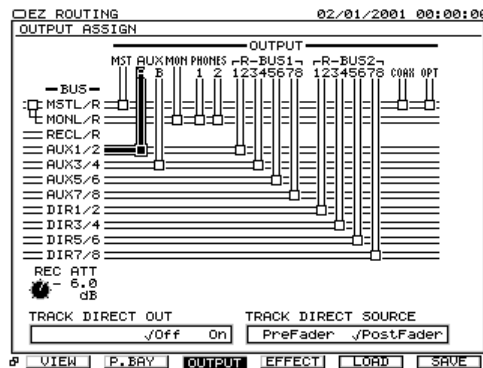 EZ ROUTING 02/01/2001 00:00:00
OUTPUT ASSIGN
OUTPUT
MST AUX MON PHONES R-BUS1 R-BUS2
B 1 2 12345678 12345678 COAX OPT
BUS
MSTL/R
MONL/R
RECL/R
AUX1/2
AUX3/4
AUX5/6
AUX7/8
DIR1/2
DIR3/4
DIR5/6
DIR7/8
REC ATT
- 6.0
dB
TRACK DIRECT OUT TRACK DIRECT SOURCE
√Off On PreFader √PostFader
VIEW P.BAY OUTPUT EFFECT LOAD SAVE